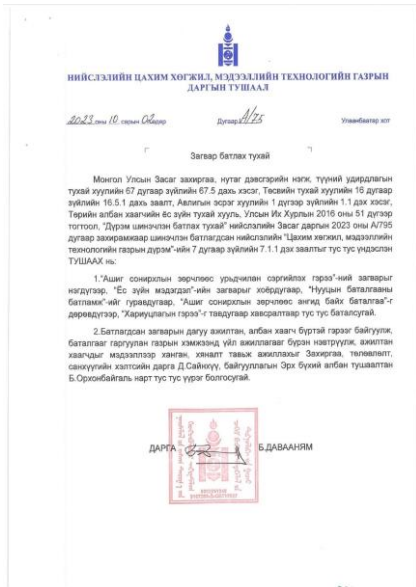 НИЙСЛЭЛИЙН ЦАХИМ ХӨГЖИЛ, МЭДЭЭЛЛИЙН ТЕХНОЛОГИЙН ГАЗРЫН
ДАРГЫН ТУШААЛ
2023 оны 10 сарын 02 өдөр Дугаар А/75 Улаанбаатар хот
Загвар батлах тухай
Монгол Улсын Засаг захиргаа, нутаг дэвсгэрийн нэгж, түүний удирдлагын
тухай хуулийн 67 дугаар зүйлийн 67.5 дахь хэсэг, Төсвийн тухай хуулийн 16 дугаар
зүйлийн 16.5.1 дахь заалт, Авлигын эсрэг хуулийн 1 дүгээр зүйлийн 1.1 дэх хэсэг,
Төрийн албан хаагчийн ёс зүйн тухай хууль, Улсын Их Хурлын 2016 оны 51 дүгээр
тогтоол, "Дүрэм шинэчлэн батлах тухай" нийслэлийн Засаг даргын 2023 оны А/795
дугаар захирамжаар шинэчлэн батлагдсан нийслэлийн "Цахим хөгжил, мэдээллийн
технологийн газрын дүрэм"-ийн 7 дугаар зүйлийн 7.1.1 дэх заалтыг тус тус үндэслэн
ТУШААХ нь:
1."Ашиг сонирхлын зөрчлөөс урьдчилан сэргийлэх гэрээ"-ний загварыг
нэгдүгээр, "Ёс зүйн мэдэгдэл"-ийн загварыг хоёрдугаар, "Нууцын баталгааны
батламж"-ийг гуравдугаар, "Ашиг сонирхлын зөрчлөөс ангид байх баталгаа"-г
дөрөвдүгээр, "Хариуцлагын гэрээ"-г тавдугаар хавсралтаар тус тус баталсугай.
2.Батлагдсан загварын дагуу ажилтан, албан хаагч бүртэй гэрээг байгуулж,
баталгааг гаргуулан газрын хэмжээнд үйл ажиллагааг бүрэн нэвтрүүлж, ажилтан
хаагчдыг мэдээллээр ханган, хяналт тавьж ажиллахыг Захиргаа, төлөвлөлт,
санхүүгийн хэлтсийн дарга Д.Сайнхүү, байгууллагын Эрх бүхий албан тушаалтан
Б.Орхонбайгаль нарт тус тус үүрэг болгосугай.
ДАРГА Б.ДАВААНЯМ